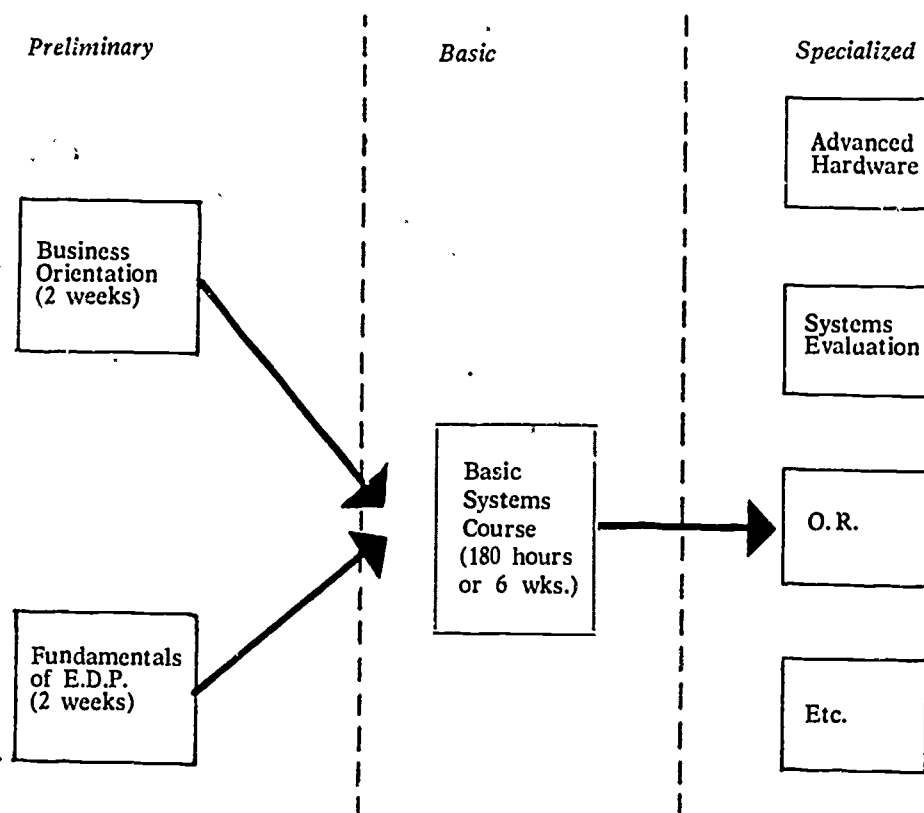 Preliminary
Basic
Specialized
Business
Orientation
(2 weeks)
Fundamentals
of E.D.P.
(2 weeks)
Basic
Systems
Course
(180 hours
or 6 wks.)
Advanced
Hardware
Systems
Evaluation
O.R.
Etc.